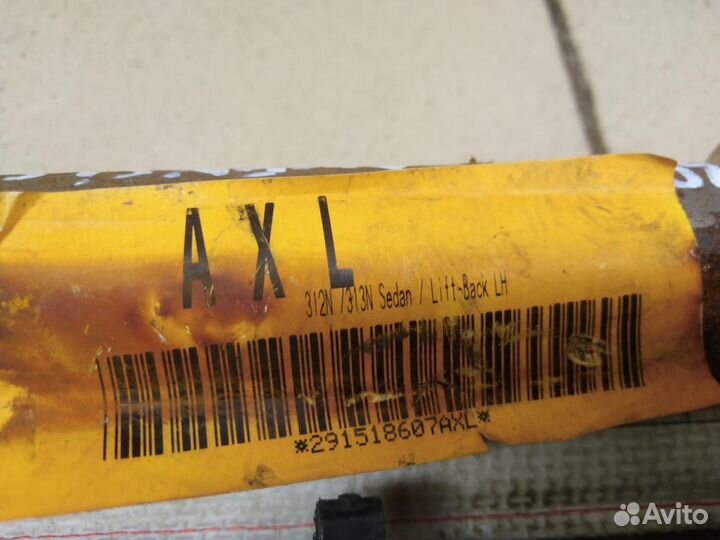 AXL
312N /313N Sedan / Lift-Back LH
*291518607AXL*
Avito